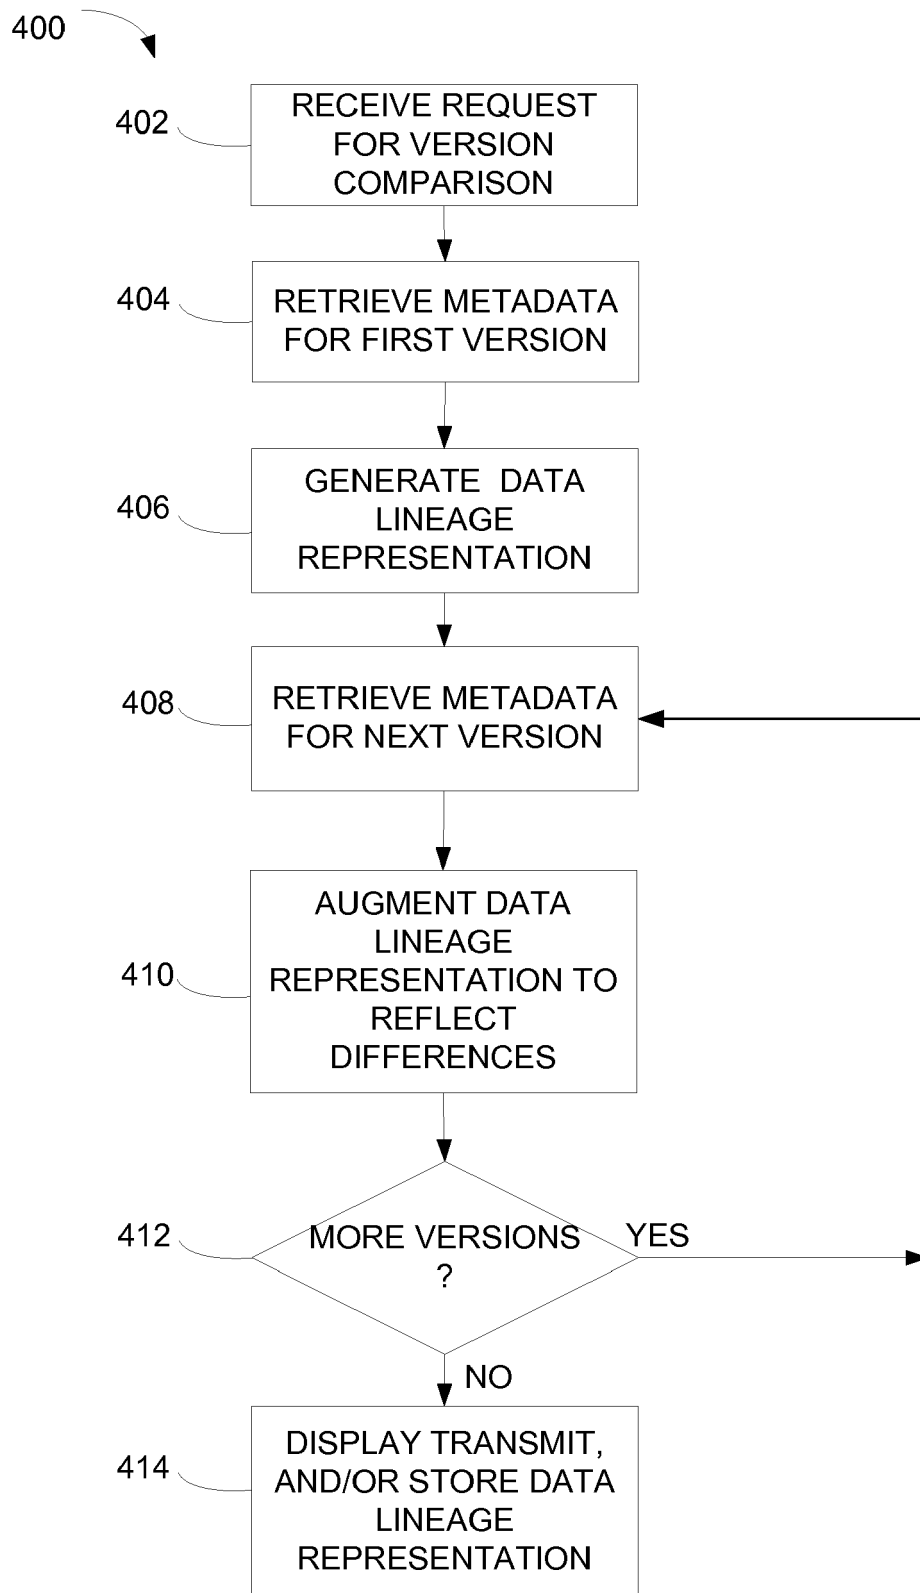 400
402
RECEIVE REQUEST
FOR VERSION
COMPARISON
404
RETRIEVE METADATA
FOR FIRST VERSION
406
GENERATE DATA
LINEAGE
REPRESENTATION
408
RETRIEVE METADATA
FOR NEXT VERSION
410
AUGMENT DATA
LINEAGE
REPRESENTATION TO
REFLECT
DIFFERENCES
412
MORE VERSIONS
?
YES
NO
414
DISPLAY TRANSMIT,
AND/OR STORE DATA
LINEAGE
REPRESENTATION